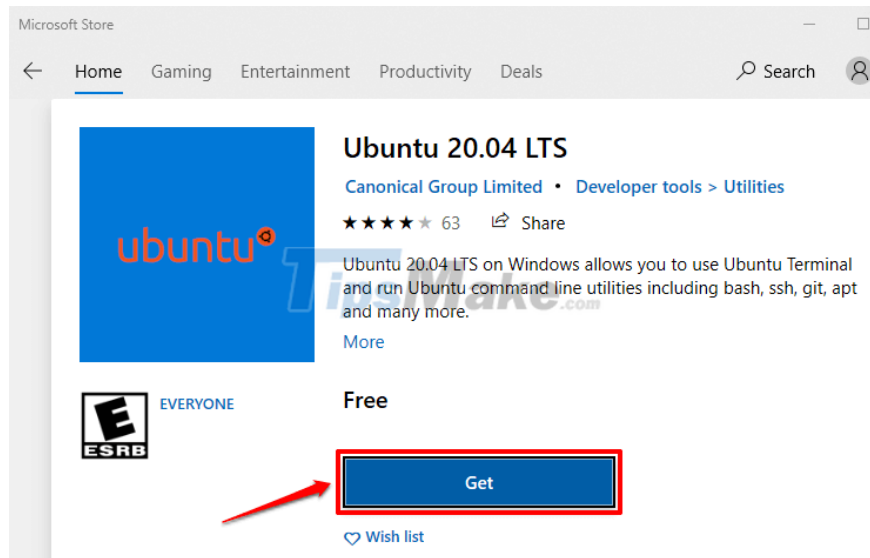 Microsoft Store
Home Gaming Entertainment Productivity Deals Search
ubuntu
Ubuntu 20.04 LTS
Canonical Group Limited • Developer tools > Utilities
63 Share
Ubuntu 20.04 LTS on Windows allows you to use Ubuntu Terminal
and run Ubuntu command line utilities including bash, ssh, git, apt
and many more.
TipsMake.com
More
E
ESRB
EVERYONE
Free
Get
Wish list